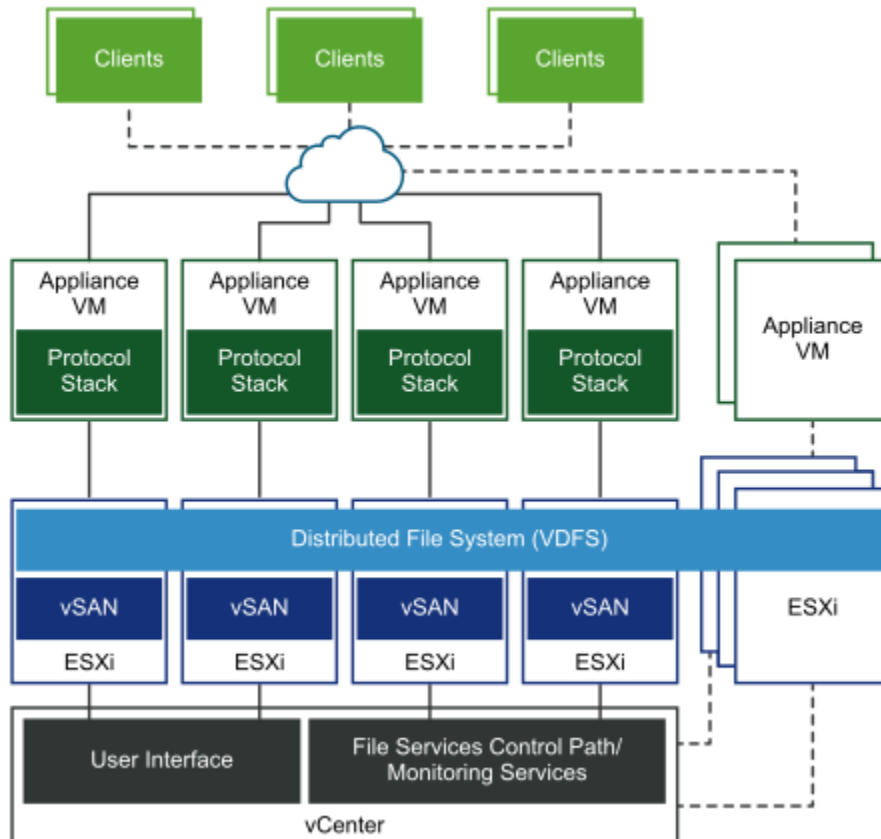 Clients
Clients
Clients
Appliance
VM
Protocol
Stack
Appliance
VM
Protocol
Stack
Appliance
VM
Protocol
Stack
Appliance
VM
Protocol
Stack
Appliance
VM
Distributed File System (VDFS)
vSAN
ESXi
vSAN
ESXi
vSAN
ESXi
vSAN
ESXi
ESXi
User Interface
File Services Control Path/
Monitoring Services
vCenter